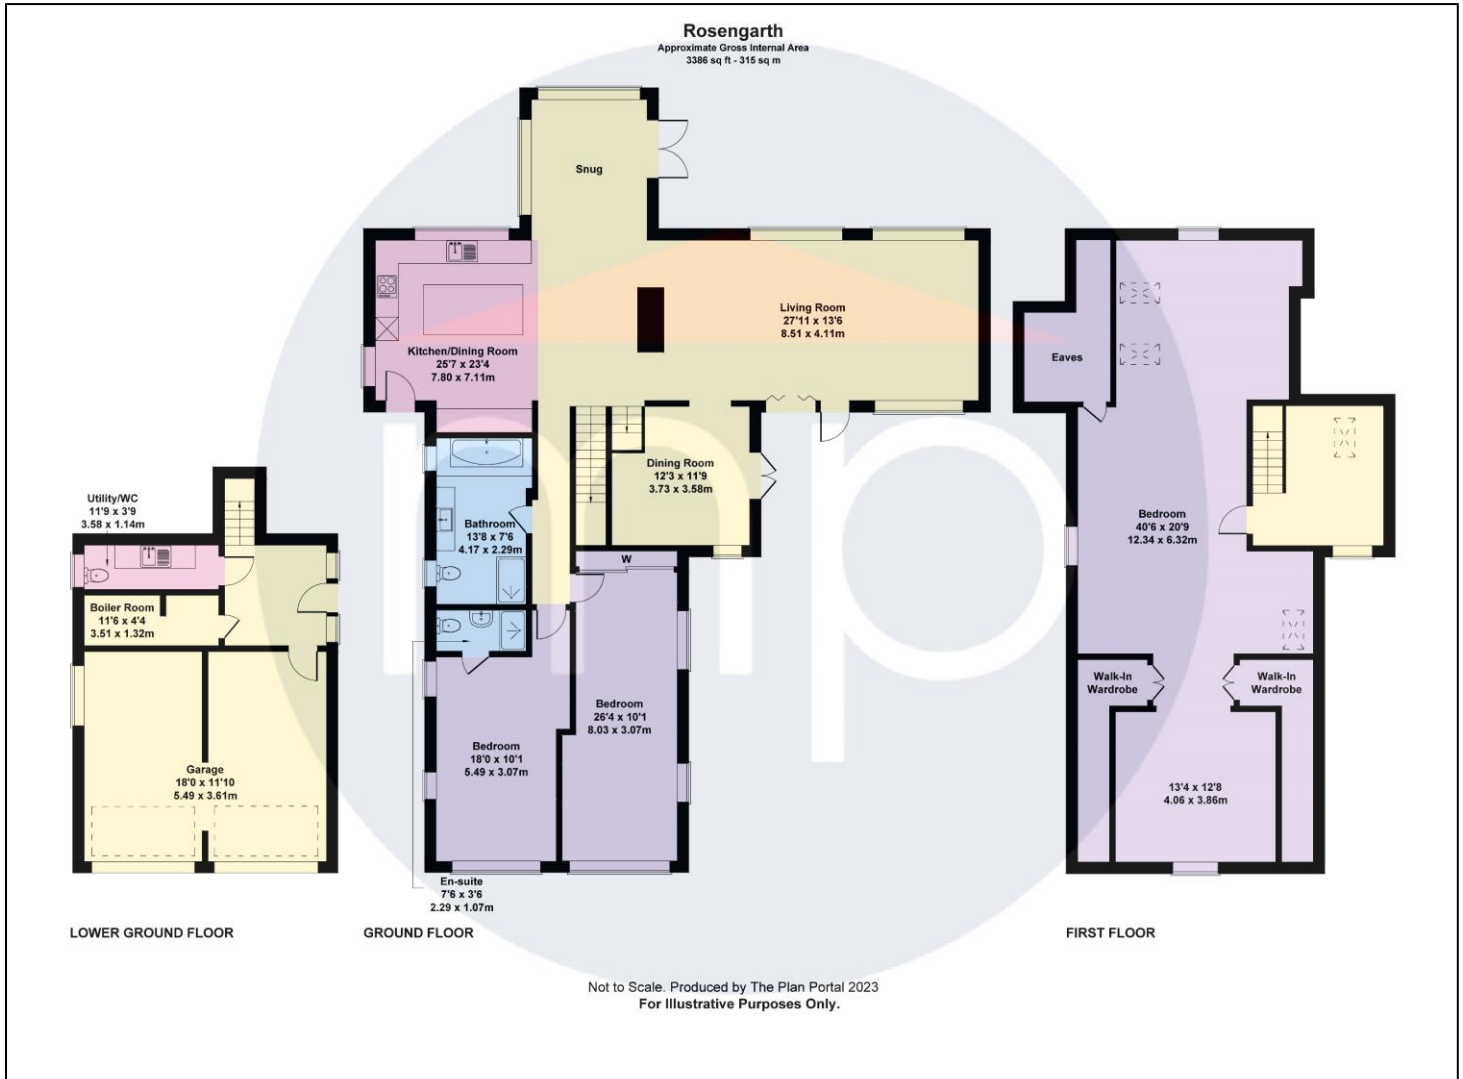 Rosengarth
Approximate Gross Internal Area
3386 sq ft - 315 sq m
Snug
Kitchen/Dining Room
25'7 x 23'4
7.80 x 7.11m
Living Room
27'11 x 13'6
8.51 x 4.11m
Dining Room
12'3 x 11'9
3.73 x 3.58m
Bathroom
13'8 x 7'6
4.17 x 2.29m
W
Bedroom
26'4 x 10'1
8.03 x 3.07m
Bedroom
18'0 x 10'1
5.49 x 3.07m
En-suite
7'6 x 3'6
2.29 x 1.07m
Utility/WC
11'9 x 3'9
3.58 x 1.14m
Boiler Room
11'6 x 4'4
3.51 x 1.32m
Garage
18'0 x 11'10
5.49 x 3.61m
Eaves
Bedroom
40'6 x 20'9
12.34 x 6.32m
Walk-In
Wardrobe
Walk-In
Wardrobe
13'4 x 12'8
4.06 x 3.86m
LOWER GROUND FLOOR
GROUND FLOOR
FIRST FLOOR
mp
Not to Scale. Produced by The Plan Portal 2023
For Illustrative Purposes Only.